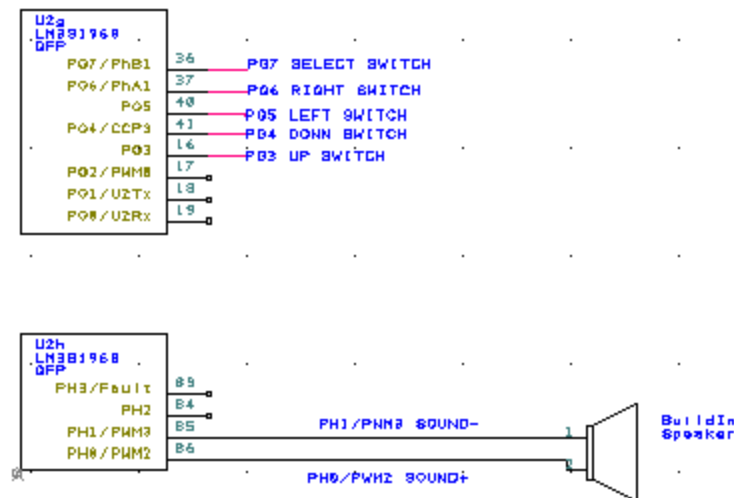 U2g
LM3S1968
QFP
PG7/PhB1 36 PG7 SELECT SWITCH
PG6/PhA1 37 PG6 RIGHT SWITCH
PG5 40 PG5 LEFT SWITCH
PG4/CCP3 41 PG4 DOWN SWITCH
PG3 16 PG3 UP SWITCH
PG2/PWM0 17
PG1/U2Tx 18
PG0/U2Rx 19
U2h
LM3S1968
QFP
PH3/Fault 83
PH2 84
PH1/PWM3 85 PH1/PWM3 SOUND- 1
PH0/PWM2 86 PH0/PWM2 SOUND+ 2
BuildIn
Speaker